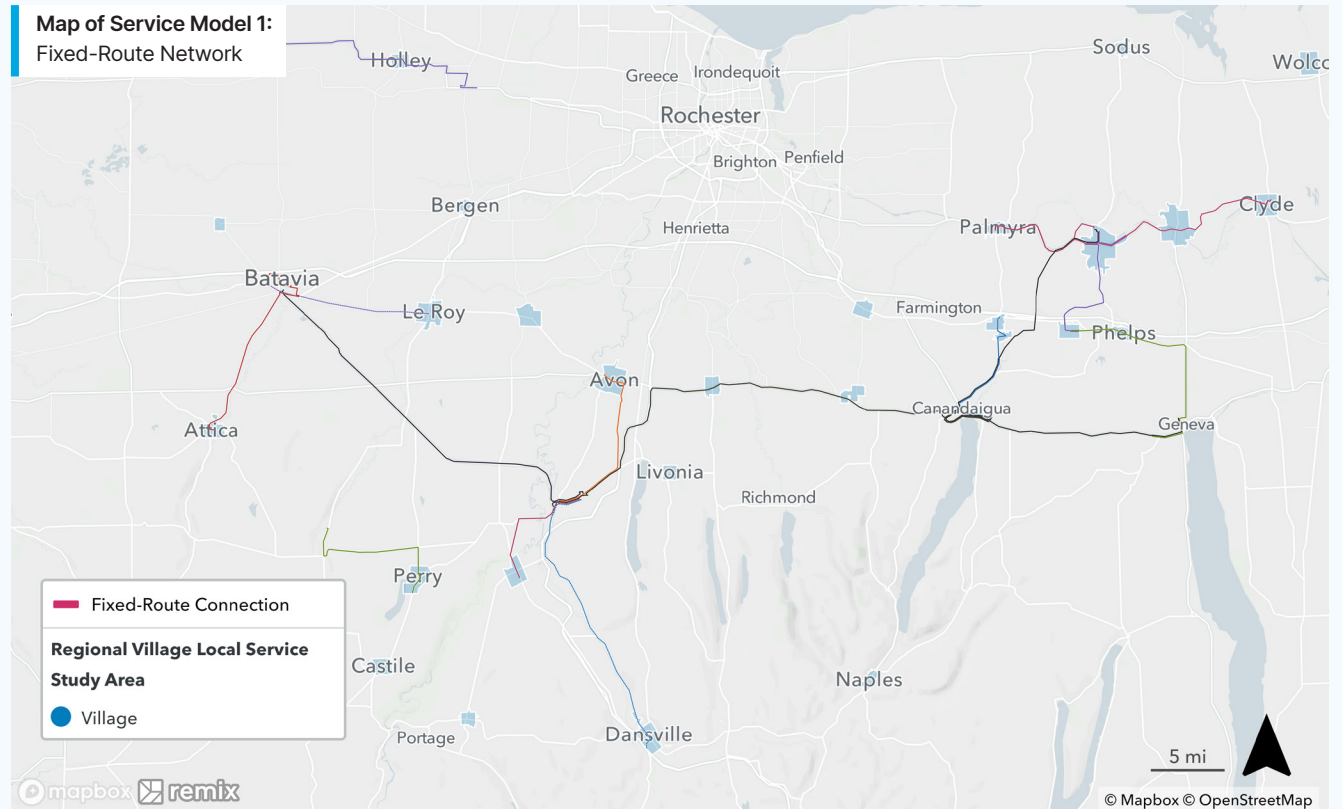 Map of Service Model 1:
Fixed-Route Network
Holley
Sodus
Wolco
Greece
Irondequoit
Rochester
Brighton
Penfield
Bergen
Henrietta
Palmyra
Clyde
Batavia
Le Roy
Farmington
Phelps
Avon
Canandaigua
Geneva
Attica
Livonia
Richmond
Perry
Fixed-Route Connection
Regional Village Local Service
Study Area
Village
Castile
Naples
Portage
Dansville
5 mi
mapbox remix
© Mapbox © OpenStreetMap